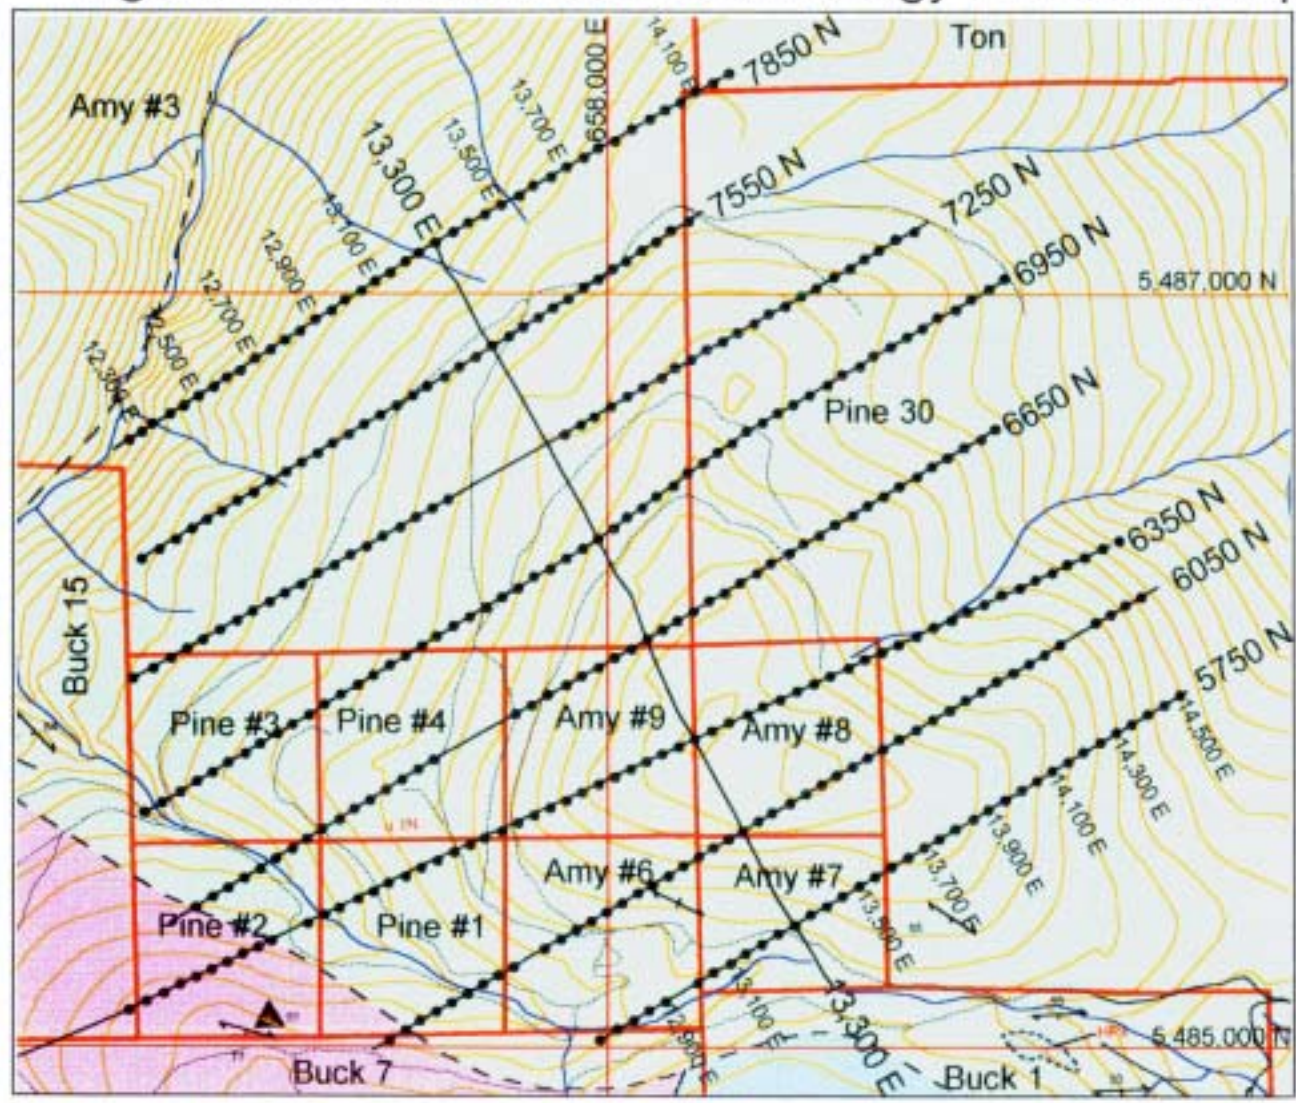 Ton
7850 N
14,100 E
658.000 E
13,700 E
Amy #3
13,500 E
13,300 E
7550 N
7250 N
13,100 E
6950 N
12,900 E
5.487,000 N
12,700 E
12,300 E
Pine 30
6650 N
6350 N
6050 N
Buck 15
5750 N
Pine #3
Pine #4
Amy #9
Amy #8
14,500 E
14,300 E
14,100 E
13,900 E
Amy #6
Amy #7
13,700 E
Pine #2
Pine #1
13,500 E
13,100 E
13,300 E
5.485.000 N
Buck 7
Buck 1